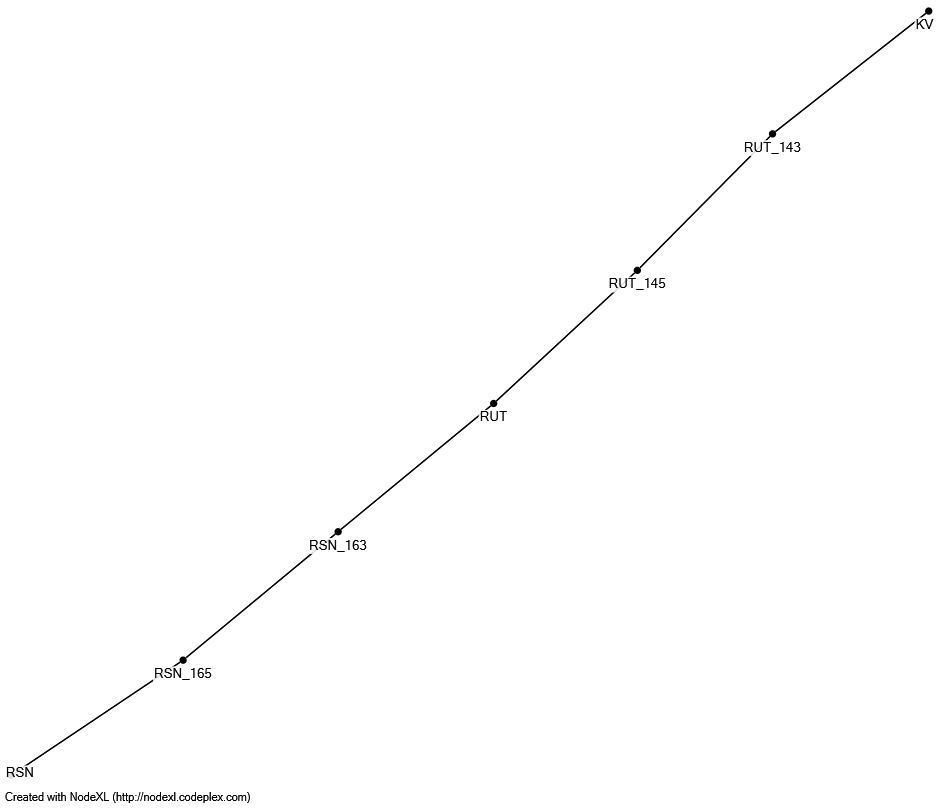 KV
RUT_143
RUT_145
RUT
RSN_163
RSN_165
RSN
Created with NodeXL (http://nodexl.codeplex.com)